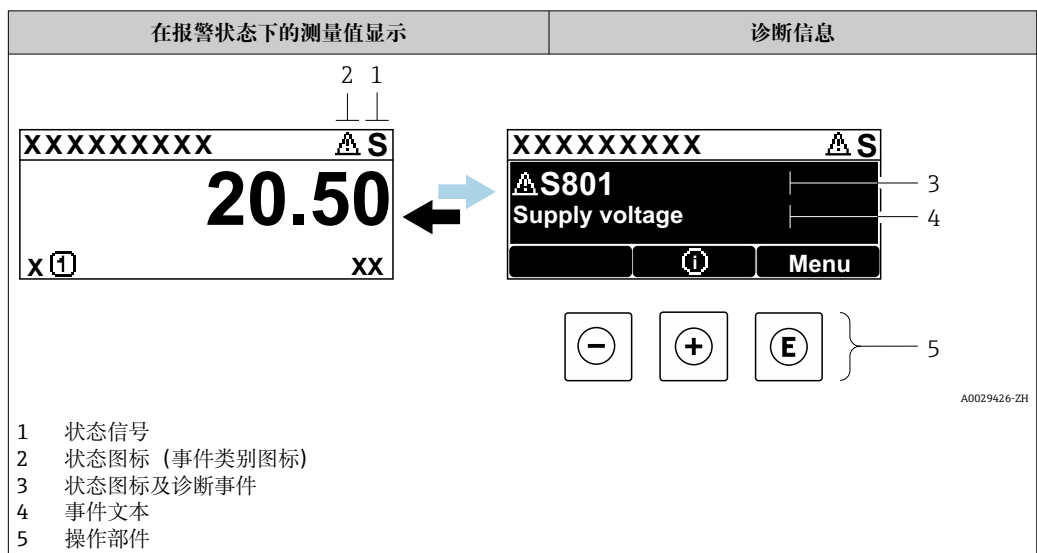 在报警状态下的测量值显示
诊断信息
2 1
XXXXXXXXX S
20.50
X 1 XX
XXXXXXXXX S
S801
Supply voltage
i Menu
3
4
− + E
5
A0029426-ZH
1 状态信号
2 状态图标（事件类别图标)
3 状态图标及诊断事件
4 事件文本
5 操作部件